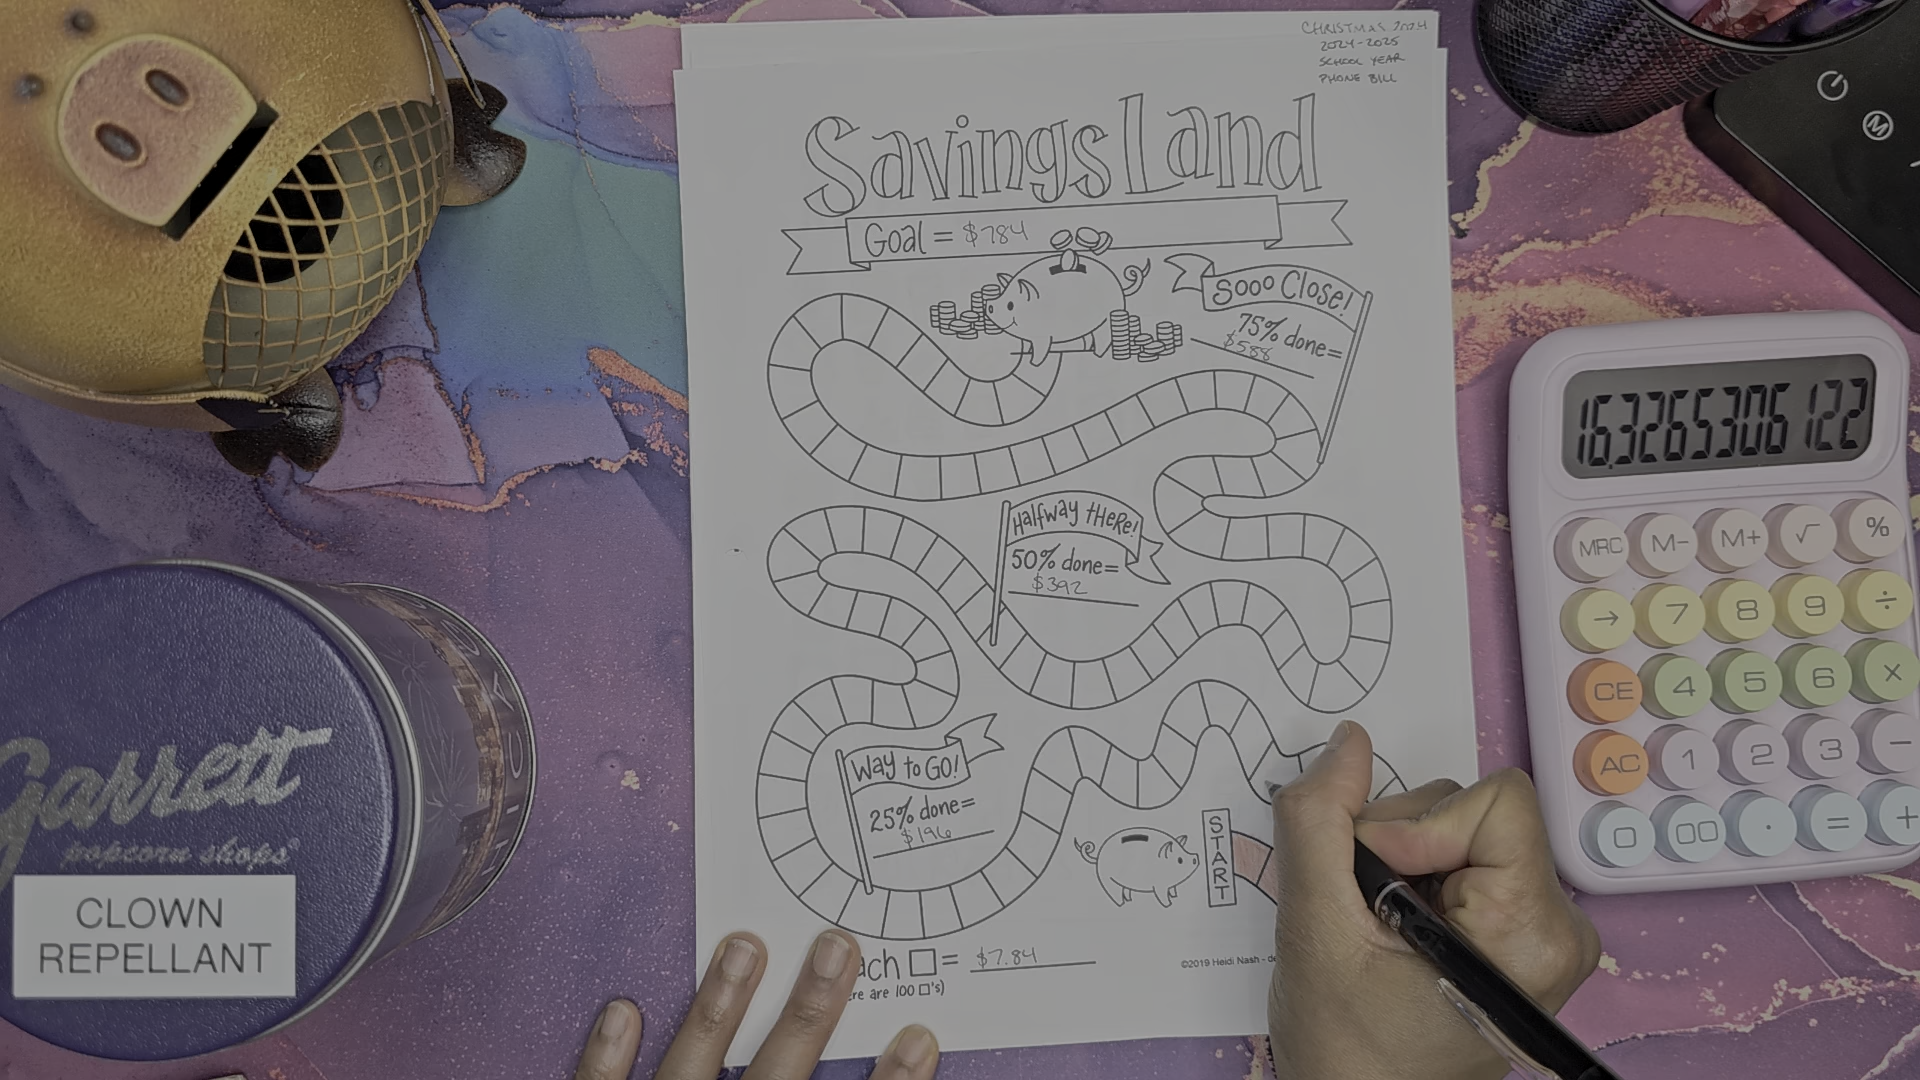 CHRISTMAS 2024
2024-2025
SCHOOL YEAR
PHONE BILL
Savings Land
Goal = $784
Sooo Close!
75% done=
$588
Halfway tHeRe!
50% done=
$392
Way to GO!
25% done=
$196
START
ach □= $7.84
ere are 100 □'s)
©2019 Heidi Nash - de
Garrett
popcorn shops®
CLOWN
REPELLANT
16.3265306122
MRC M- M+ √ %
→ 7 8 9 ÷
CE 4 5 6 ×
AC 1 2 3 −
0 00 · = +
M